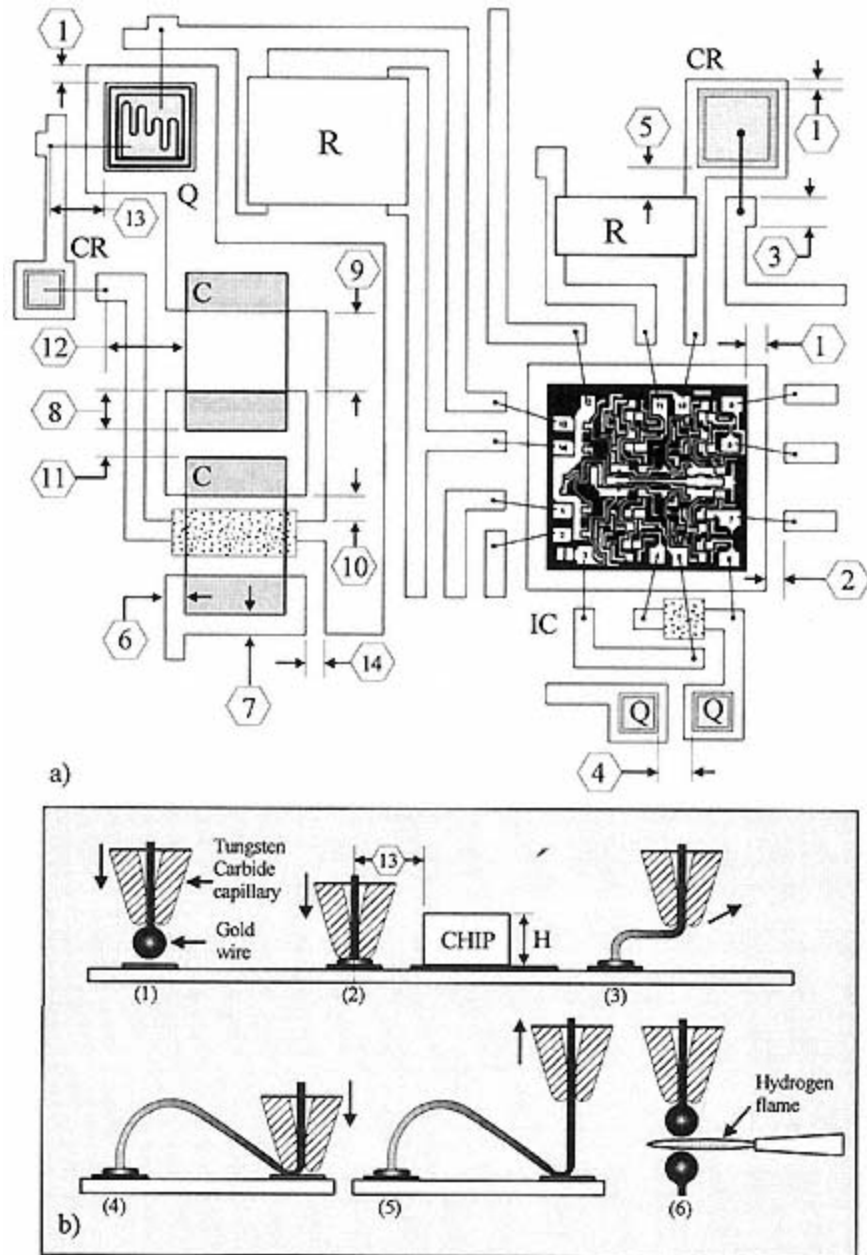 1
CR
1
5
R
Q
R
3
13
CR
9
C
12
1
8
11
C
10
2
6
IC
14
7
Q
Q
4
a)
Tungsten
Carbide
capillary
13
Gold
wire
CHIP
H
(1)
(2)
(3)
Hydrogen
flame
(4)
(5)
(6)
b)